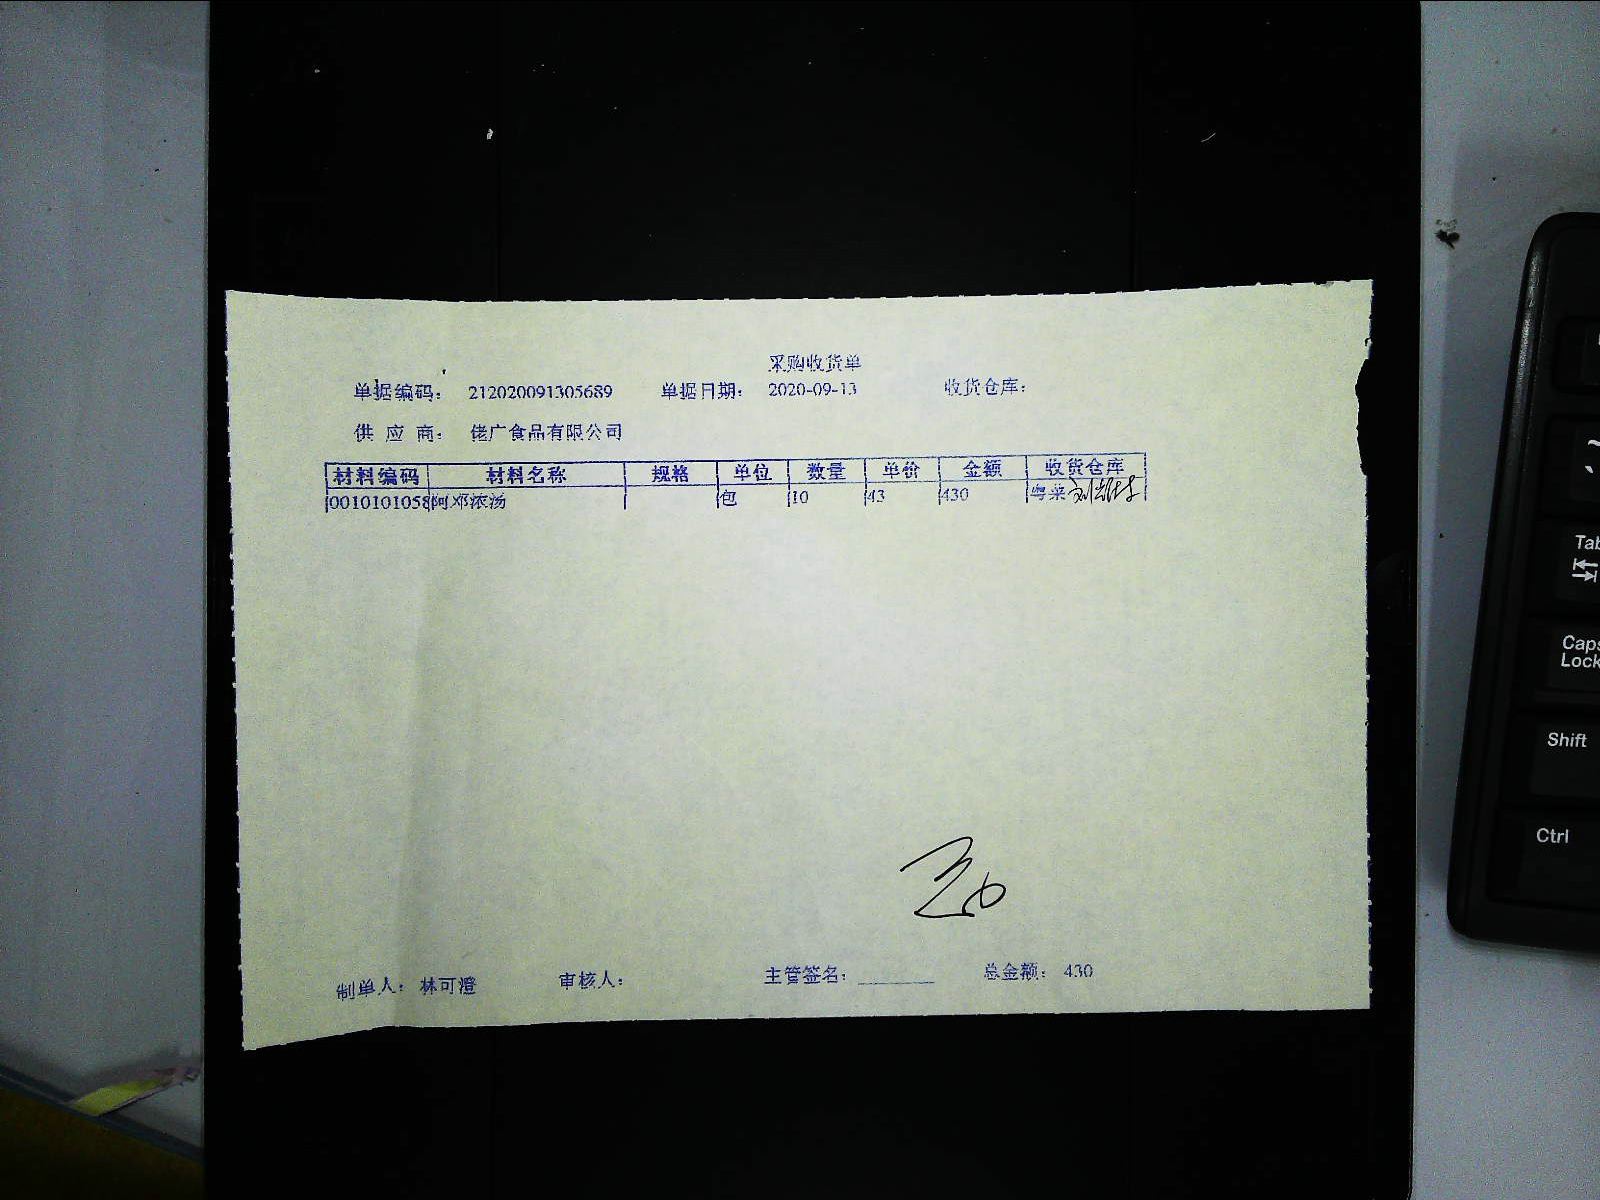 采购收货单
单据编码： 212020091305689 单据日期： 2020-09-13 收货仓库：
供 应 商： 佬广食品有限公司
材料编码 材料名称 规格 单位 数量 单价 金额 收货仓库
0010101058 阿邓浓汤 包 10 43 430 粤菜
制单人： 林可澄 审核人： 主管签名： 总金额： 430
Tab
Caps
Lock
Shift
Ctrl